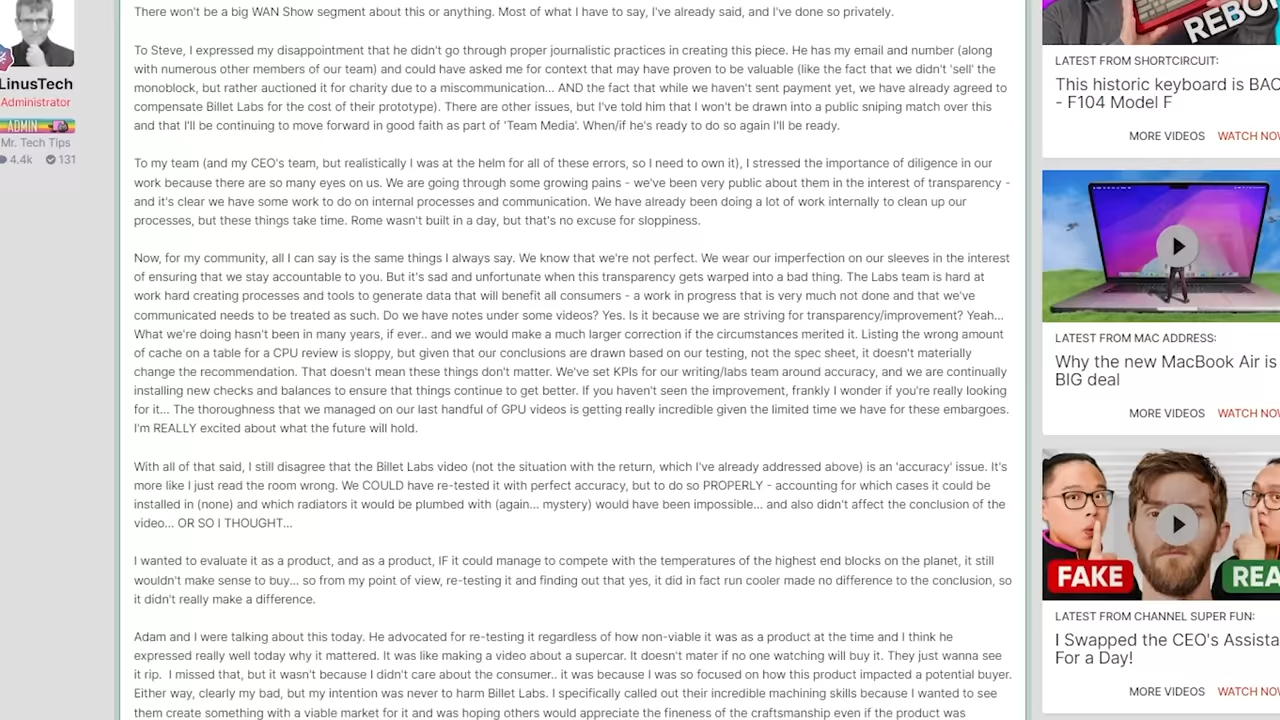 There won't be a big WAN Show segment about this or anything. Most of what I have to say, I've already said, and I've done so privately.
To Steve, I expressed my disappointment that he didn't go through proper journalistic practices in creating this piece. He has my email and number (along
with numerous other members of our team) and could have asked me for context that may have proven to be valuable (like the fact that we didn't 'sell' the
monoblock, but rather auctioned it for charity due to a miscommunication... AND the fact that while we haven't sent payment yet, we have already agreed to
compensate Billet Labs for the cost of their prototype). There are other issues, but I've told him that I won't be drawn into a public sniping match over this
and that I'll be continuing to move forward in good faith as part of 'Team Media'. When/if he's ready to do so again I'll be ready.
To my team (and my CEO's team, but realistically I was at the helm for all of these errors, so I need to own it), I stressed the importance of diligence in our
work because there are so many eyes on us. We are going through some growing pains - we've been very public about them in the interest of transparency -
and it's clear we have some work to do on internal processes and communication. We have already been doing a lot of work internally to clean up our
processes, but these things take time. Rome wasn't built in a day, but that's no excuse for sloppiness.
Now, for my community, all I can say is the same things I always say. We know that we're not perfect. We wear our imperfection on our sleeves in the interest
of ensuring that we stay accountable to you. But it's sad and unfortunate when this transparency gets warped into a bad thing. The Labs team is hard at
work hard creating processes and tools to generate data that will benefit all consumers - a work in progress that is very much not done and that we've
communicated needs to be treated as such. Do we have notes under some videos? Yes. Is it because we are striving for transparency/improvement? Yeah...
What we're doing hasn't been in many years, if ever.. and we would make a much larger correction if the circumstances merited it. Listing the wrong amount
of cache on a table for a CPU review is sloppy, but given that our conclusions are drawn based on our testing, not the spec sheet, it doesn't materially
change the recommendation. That doesn't mean these things don't matter. We've set KPIs for our writing/labs team around accuracy, and we are continually
installing new checks and balances to ensure that things continue to get better. If you haven't seen the improvement, frankly I wonder if you're really looking
for it... The thoroughness that we managed on our last handful of GPU videos is getting really incredible given the limited time we have for these embargoes.
I'm REALLY excited about what the future will hold.
With all of that said, I still disagree that the Billet Labs video (not the situation with the return, which I've already addressed above) is an 'accuracy' issue. It's
more like I just read the room wrong. We COULD have re-tested it with perfect accuracy, but to do so PROPERLY - accounting for which cases it could be
installed in (none) and which radiators it would be plumbed with (again... mystery) would have been impossible... and also didn't affect the conclusion of the
video... OR SO I THOUGHT...
I wanted to evaluate it as a product, and as a product, IF it could manage to compete with the temperatures of the highest end blocks on the planet, it still
wouldn't make sense to buy... so from my point of view, re-testing it and finding out that yes, it did in fact run cooler made no difference to the conclusion, so
it didn't really make a difference.
Adam and I were talking about this today. He advocated for re-testing it regardless of how non-viable it was as a product at the time and I think he
expressed really well today why it mattered. It was like making a video about a supercar. It doesn't mater if no one watching will buy it. They just wanna see
it rip. I missed that, but it wasn't because I didn't care about the consumer.. it was because I was so focused on how this product impacted a potential buyer.
Either way, clearly my bad, but my intention was never to harm Billet Labs. I specifically called out their incredible machining skills because I wanted to see
them create something with a viable market for it and was hoping others would appreciate the fineness of the craftsmanship even if the product was
LinusTech
Administrator
ADMIN
Mr. Tech Tips
4.4k 131
REBO
LATEST FROM SHORTCIRCUIT:
This historic keyboard is BAC
- F104 Model F
MORE VIDEOS WATCH NO
LATEST FROM MAC ADDRESS:
Why the new MacBook Air is
BIG deal
MORE VIDEOS WATCH NO
FAKE REA
LATEST FROM CHANNEL SUPER FUN:
I Swapped the CEO's Assista
For a Day!
MORE VIDEOS WATCH NO